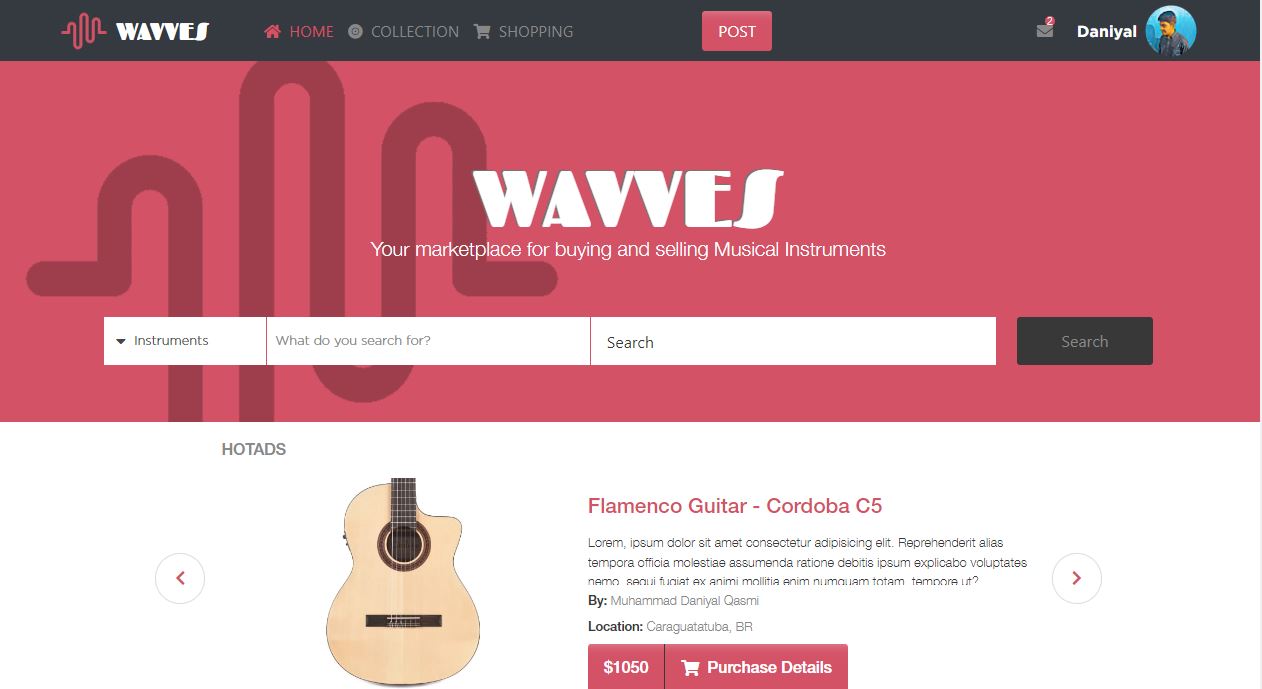 WAVVES
HOME
COLLECTION
SHOPPING
POST
2
Daniyal
WAVVES
Your marketplace for buying and selling Musical Instruments
Instruments
What do you search for?
Search
Search
HOTADS
Flamenco Guitar - Cordoba C5
Lorem, ipsum dolor sit amet consectetur adipisicing elit. Reprehenderit alias
tempora officia molestiae assumenda ratione debitis ipsum explicabo voluptates
nemo, sequi fugiat ex animi mollitia enim numquam totam, tempore ut?
By: Muhammad Daniyal Qasmi
Location: Caraguatatuba, BR
$1050
Purchase Details